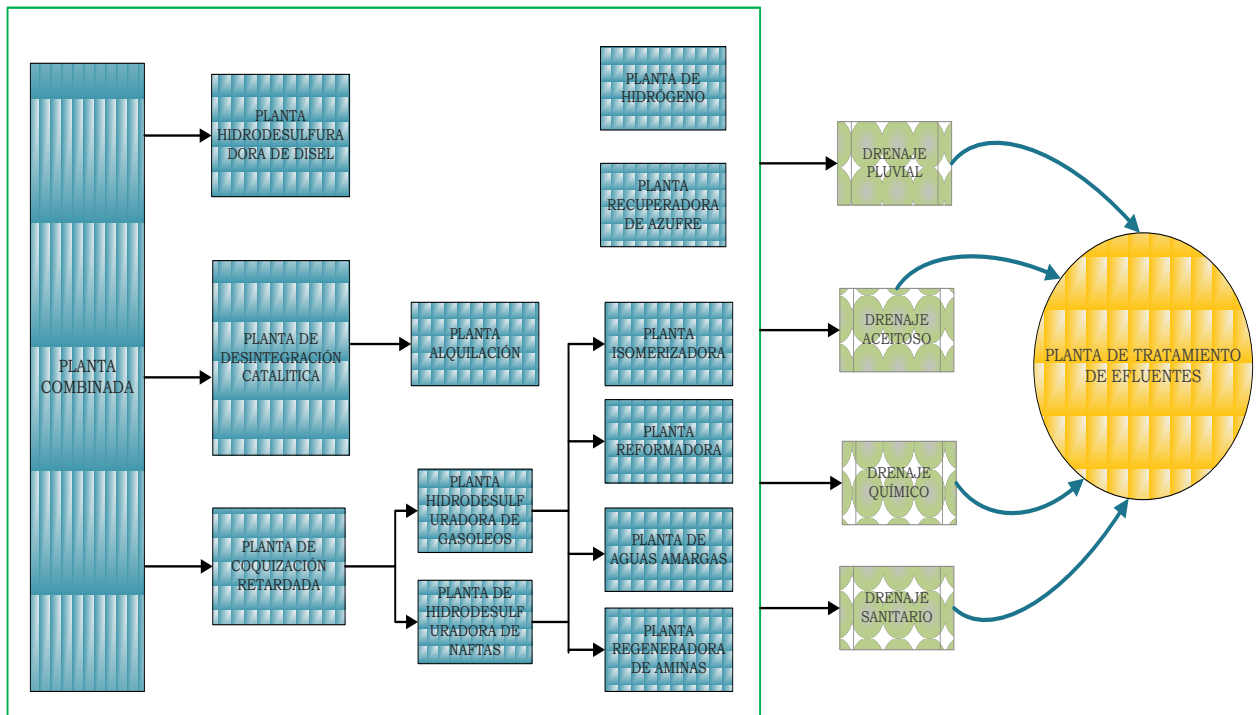 PLANTA
COMBINADA
PLANTA
HIDRODESULFURA
DORA DE DISEL
PLANTA DE
DESINTEGRACIÓN
CATALITICA
PLANTA DE
COQUIZACIÓN
RETARDADA
PLANTA
ALQUILACIÓN
PLANTA
HIDRODESULF
URADORA DE
GASOLEOS
PLANTA DE
HIDRODESULF
URADORA DE
NAFTAS
PLANTA DE
HIDRÓGENO
PLANTA
RECUPERADORA
DE AZUFRE
PLANTA
ISOMERIZADORA
PLANTA
REFORMADORA
PLANTA DE
AGUAS AMARGAS
PLANTA
REGENERADORA
DE AMINAS
DRENAJE
PLUVIAL
DRENAJE
ACEITOSO
DRENAJE
QUÍMICO
DRENAJE
SANITARIO
PLANTA DE TRATAMIENTO
DE EFLUENTES